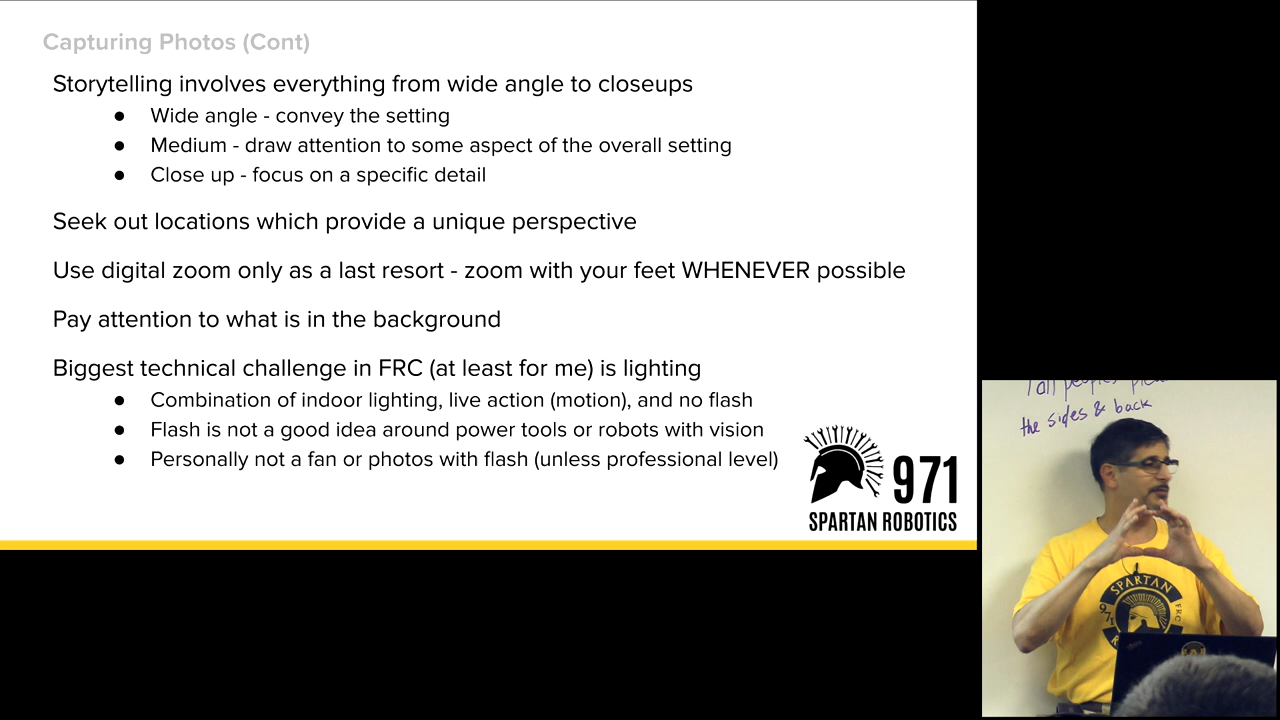 Capturing Photos (Cont)
Storytelling involves everything from wide angle to closeups
● Wide angle - convey the setting
● Medium - draw attention to some aspect of the overall setting
● Close up - focus on a specific detail
Seek out locations which provide a unique perspective
Use digital zoom only as a last resort - zoom with your feet WHENEVER possible
Pay attention to what is in the background
Biggest technical challenge in FRC (at least for me) is lighting
● Combination of indoor lighting, live action (motion), and no flash
● Flash is not a good idea around power tools or robots with vision
● Personally not a fan or photos with flash (unless professional level)
971
SPARTAN ROBOTICS
the sides & back
SPARTAN
971
FRC